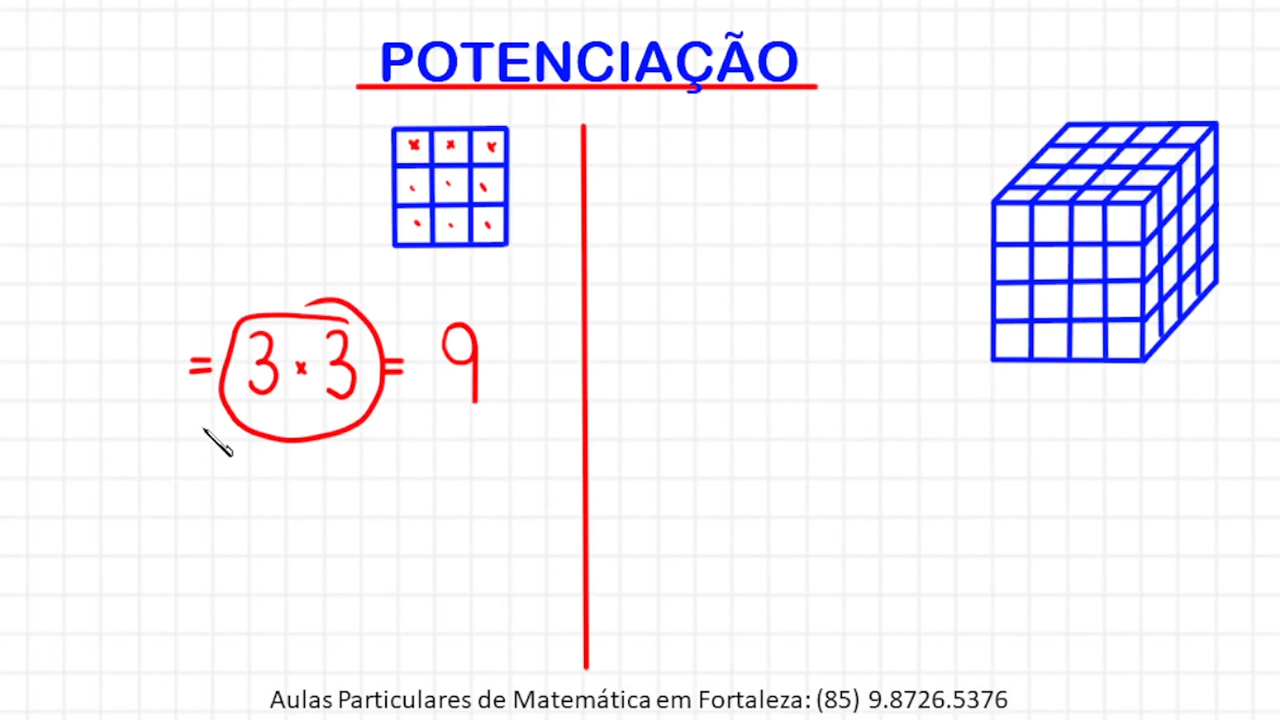 POTENCIAÇÃO
= 3 × 3 = 9
Aulas Particulares de Matemática em Fortaleza: (85) 9.8726.5376